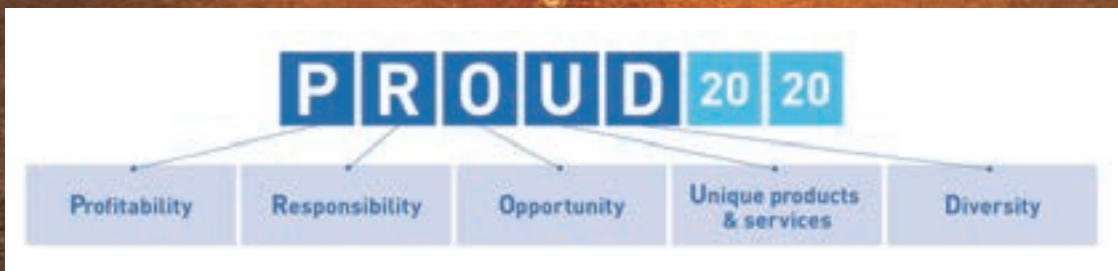 PROUD 20 20
Profitability
Responsibility
Opportunity
Unique products
& services
Diversity